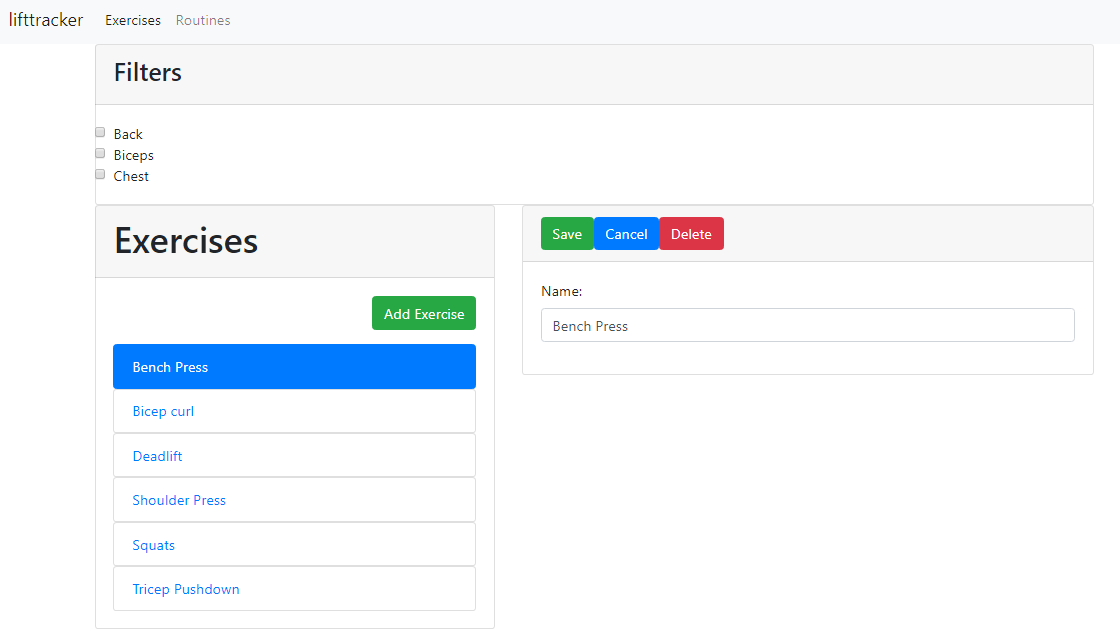 lifttracker Exercises Routines
Filters
Back
Biceps
Chest
Exercises
Add Exercise
Bench Press
Bicep curl
Deadlift
Shoulder Press
Squats
Tricep Pushdown
Save Cancel Delete
Name:
Bench Press